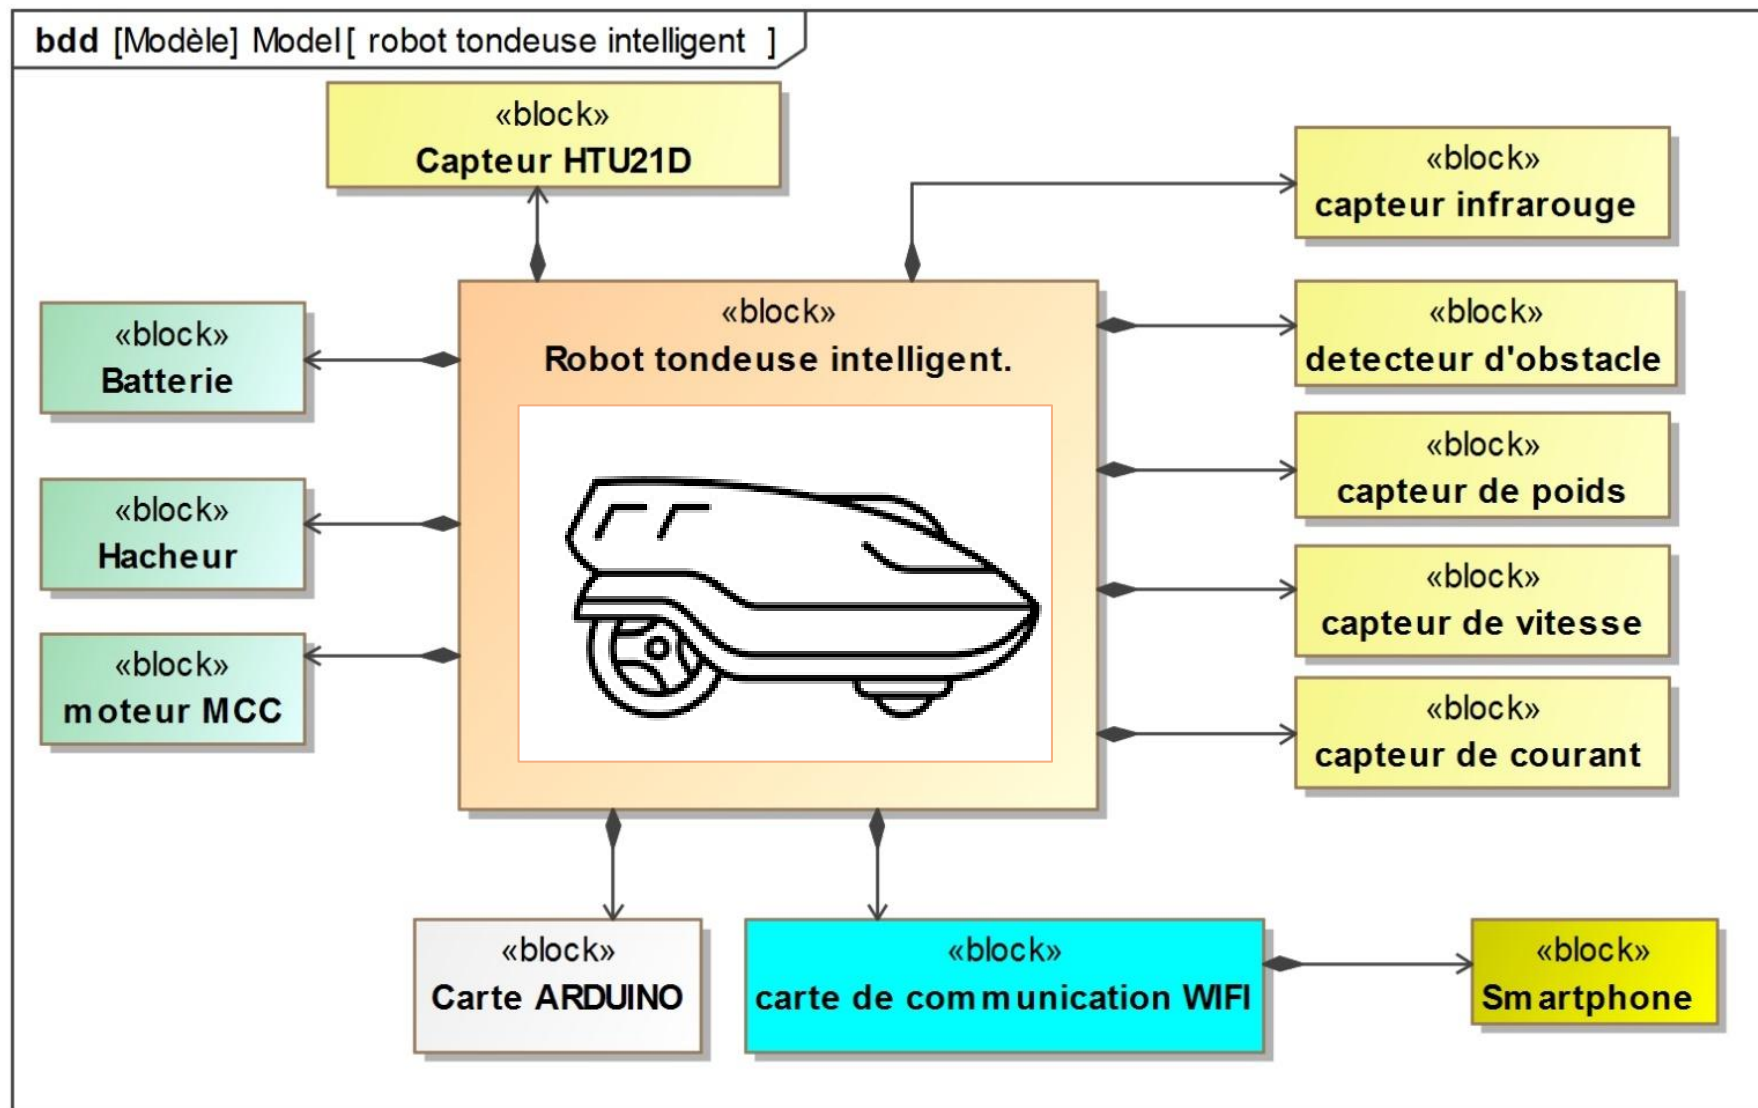 bdd [Modèle] Model[ robot tondeuse intelligent ]
«block»
Capteur HTU21D
«block»
capteur infrarouge
«block»
Robot tondeuse intelligent.
«block»
detecteur d'obstacle
«block»
Batterie
«block»
capteur de poids
«block»
Hacheur
«block»
capteur de vitesse
«block»
moteur MCC
«block»
capteur de courant
«block»
Carte ARDUINO
«block»
carte de communication WIFI
«block»
Smartphone